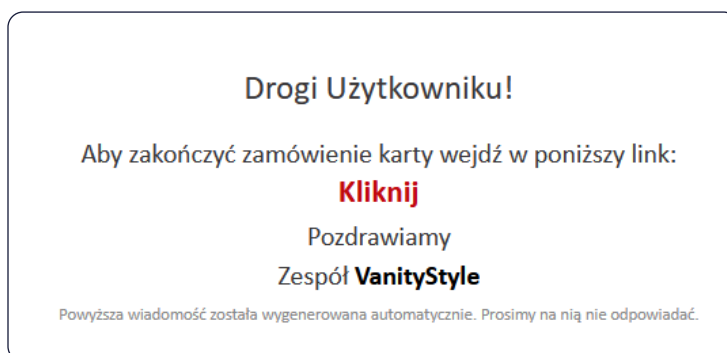 Drogi Użytkowniku!
Aby zakończyć zamówienie karty wejdź w poniższy link:
Kliknij
Pozdrawiamy
Zespół VanityStyle
Powyższa wiadomość została wygenerowana automatycznie. Prosimy na nią nie odpowiadać.